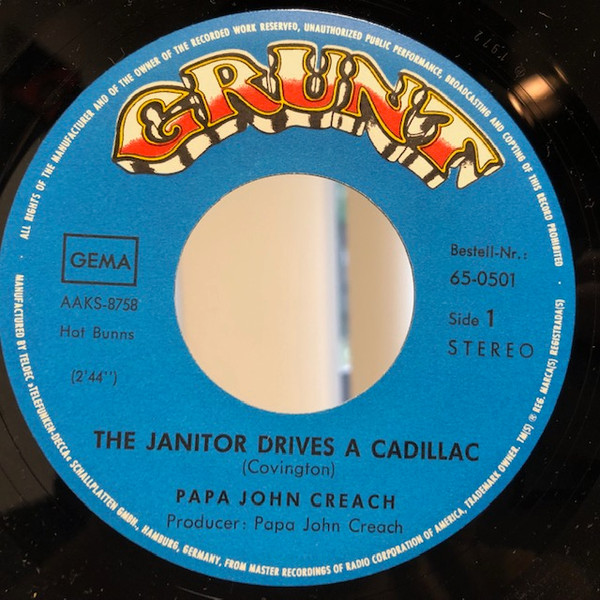 ALL RIGHTS OF THE MANUFACTURER AND OF THE OWNER OF THE RECORDED WORK RESERVED, UNAUTHORIZED PUBLIC PERFORMANCE, BROADCASTING AND COPYING OF THIS RECORD PROHIBITED
GRUNT
GEMA
AAKS-8758
Hot Bunns
(2'44")
Bestell-Nr.:
65-0501
Side 1
STEREO
THE JANITOR DRIVES A CADILLAC
(Covington)
PAPA JOHN CREACH
Producer: Papa John Creach
MANUFACTURED BY TELDEC »TELEFUNKEN-DECCA« SCHALLPLATTEN GMBH., HAMBURG, GERMANY, FROM MASTER RECORDINGS OF RADIO CORPORATION OF AMERICA, TRADEMARK OWNER. TM(S) ® REG. MARCA(S) REGISTRADA(S)